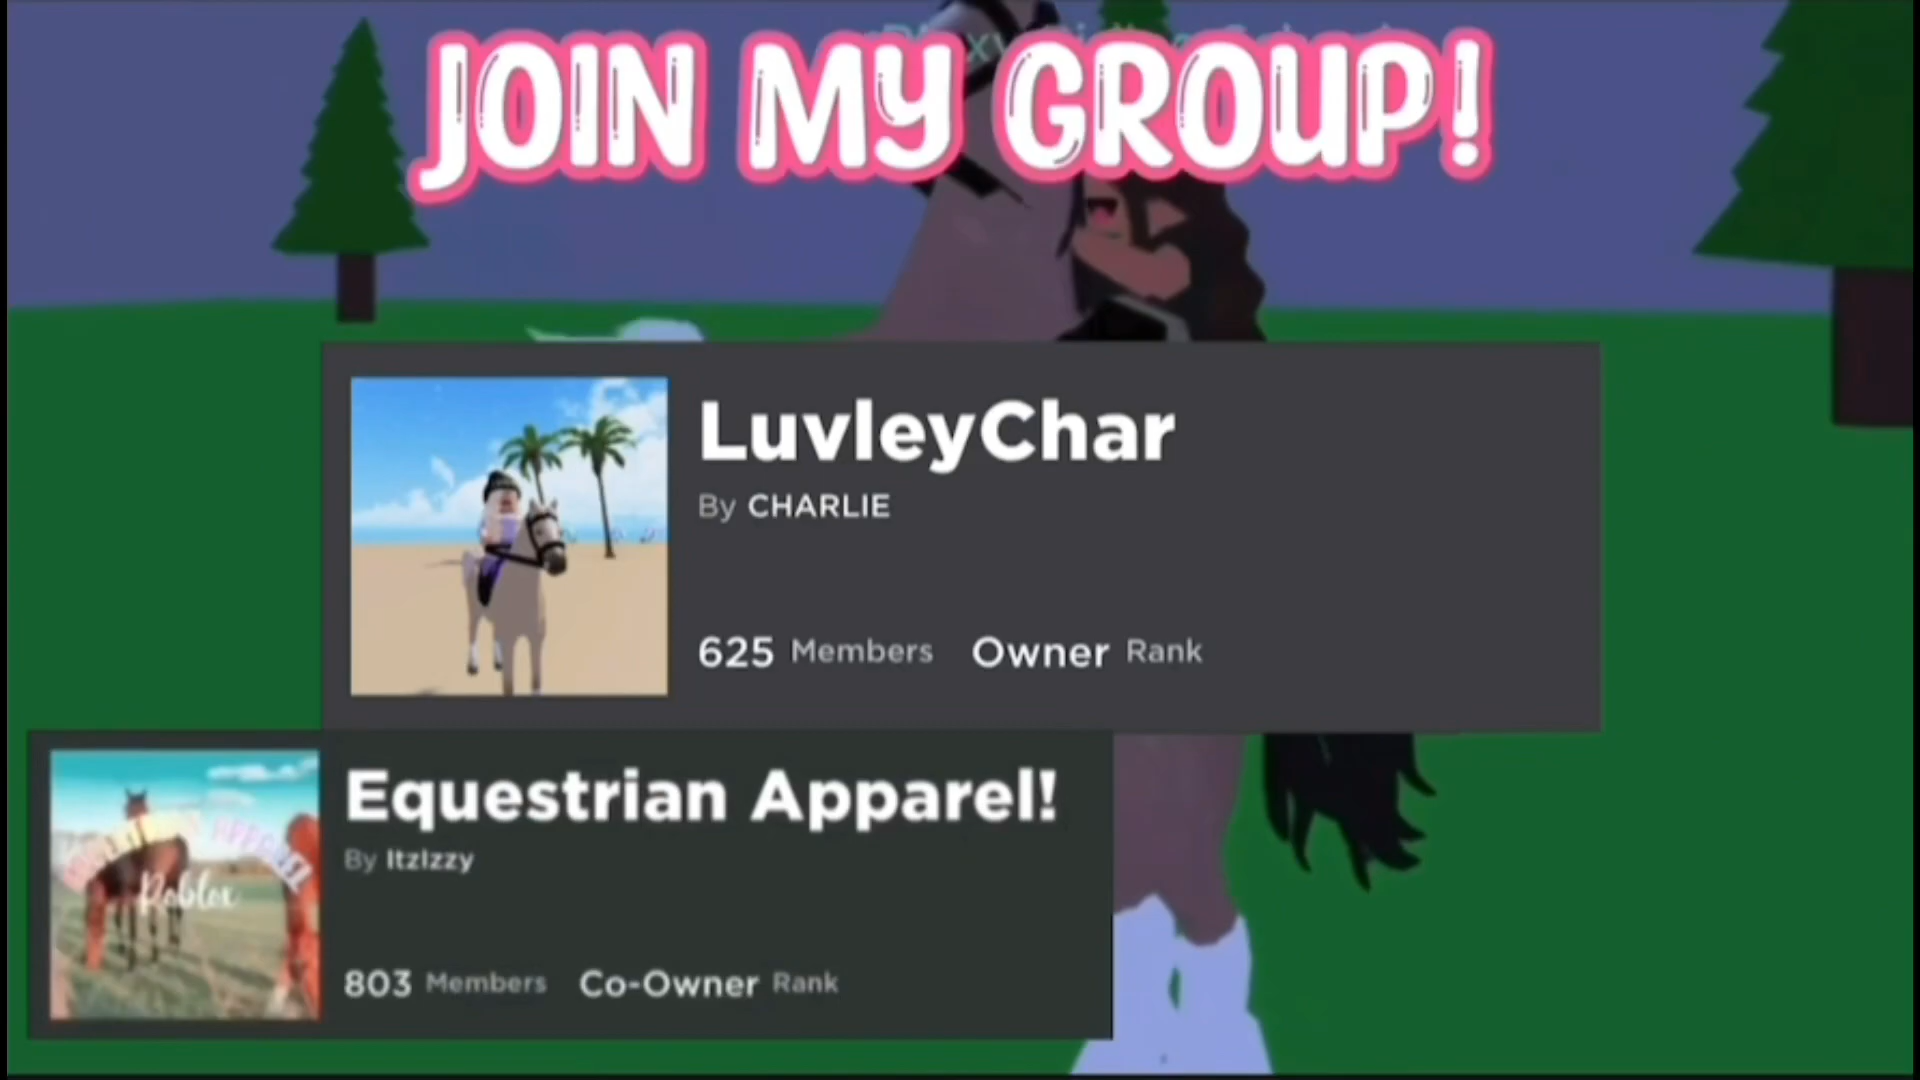 JOIN MY GROUP!
LuvleyChar
By CHARLIE
625 Members Owner Rank
Equestrian Apparel!
By ItzIzzy
Roblox
803 Members Co-Owner Rank